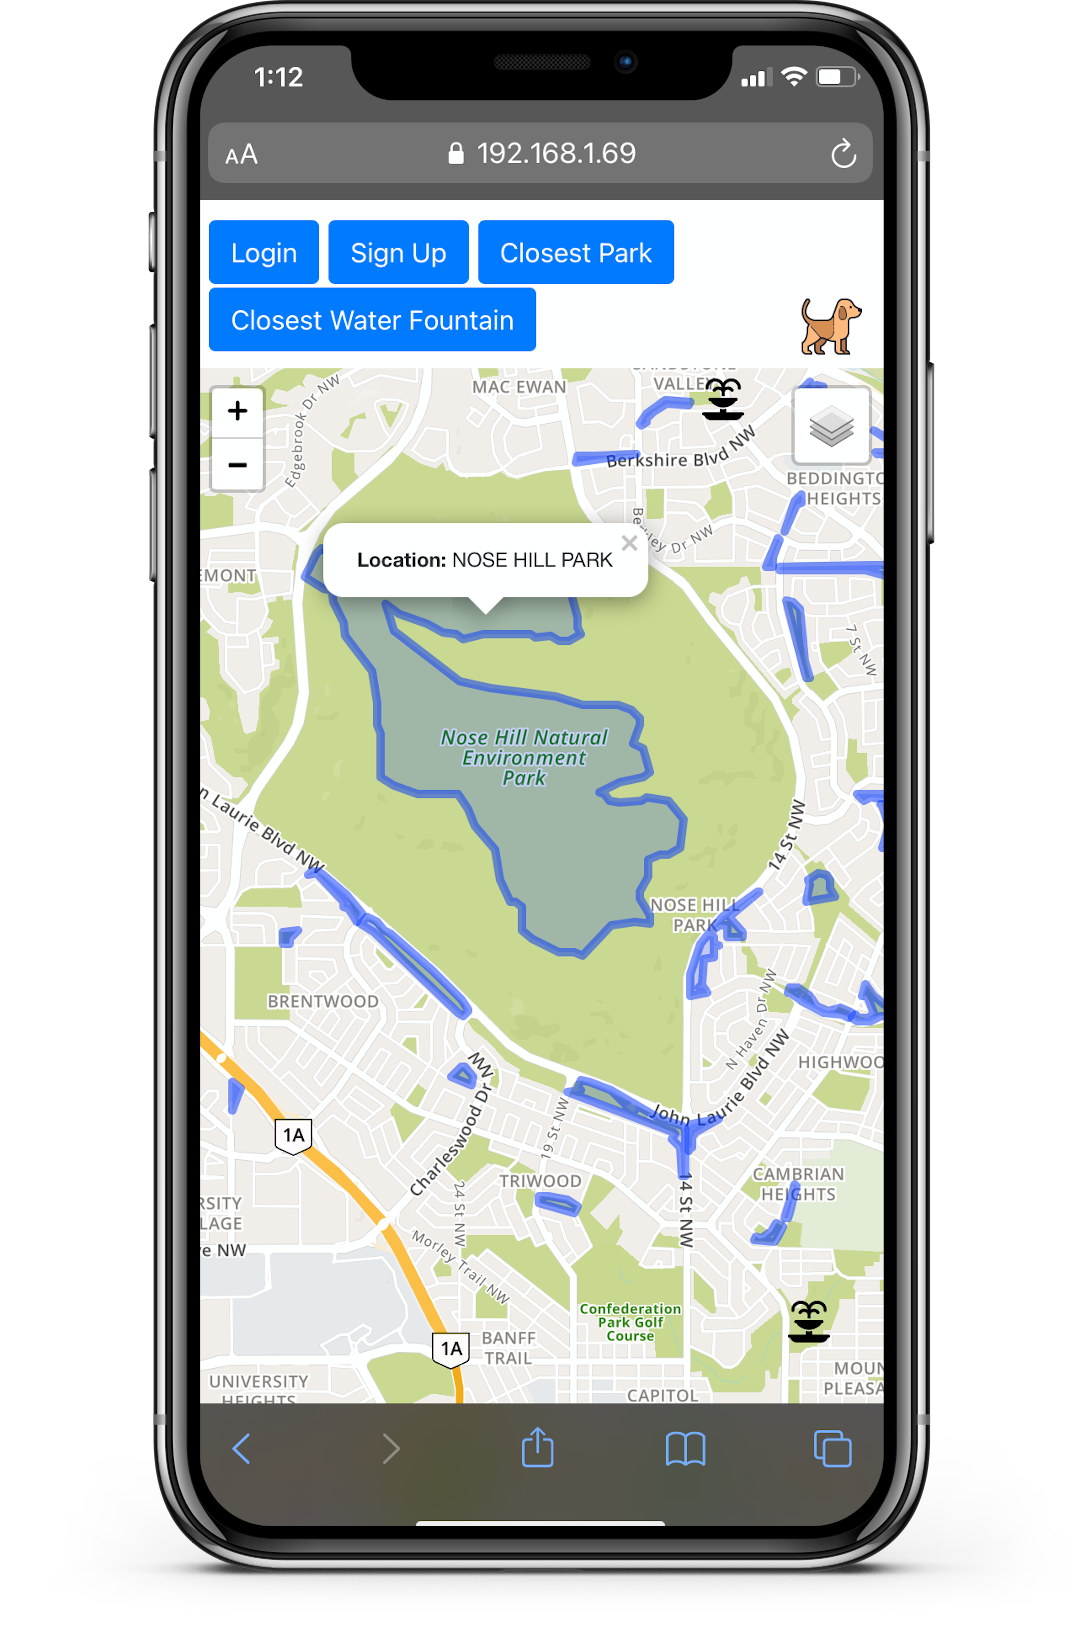 1:12
AA 192.168.1.69
Login Sign Up Closest Park
Closest Water Fountain
+
−
MAC EWAN
VALLEY
Edgebrook Dr NW
Berkshire Blvd NW
BEDDINGTO
HEIGHTS
Dr NW
Location: NOSE HILL PARK ×
EMONT
7 St NW
Nose Hill Natural
Environment
Park
n Laurie Blvd NW
14 St NW
NOSE HILL
PARK
BRENTWOOD
N Haven Dr NW
HIGHWOO
John Laurie Blvd NW
1A
Charleswood Dr NW
19 St NW
TRIWOOD
CAMBRIAN
HEIGHTS
RSITY
LAGE
ve NW
24 St NW
14 St NW
Morley Trail NW
Confederation
Park Golf
Course
1A
BANFF
TRAIL
MOUN
PLEASA
UNIVERSITY
HEIGHTS
CAPITOL